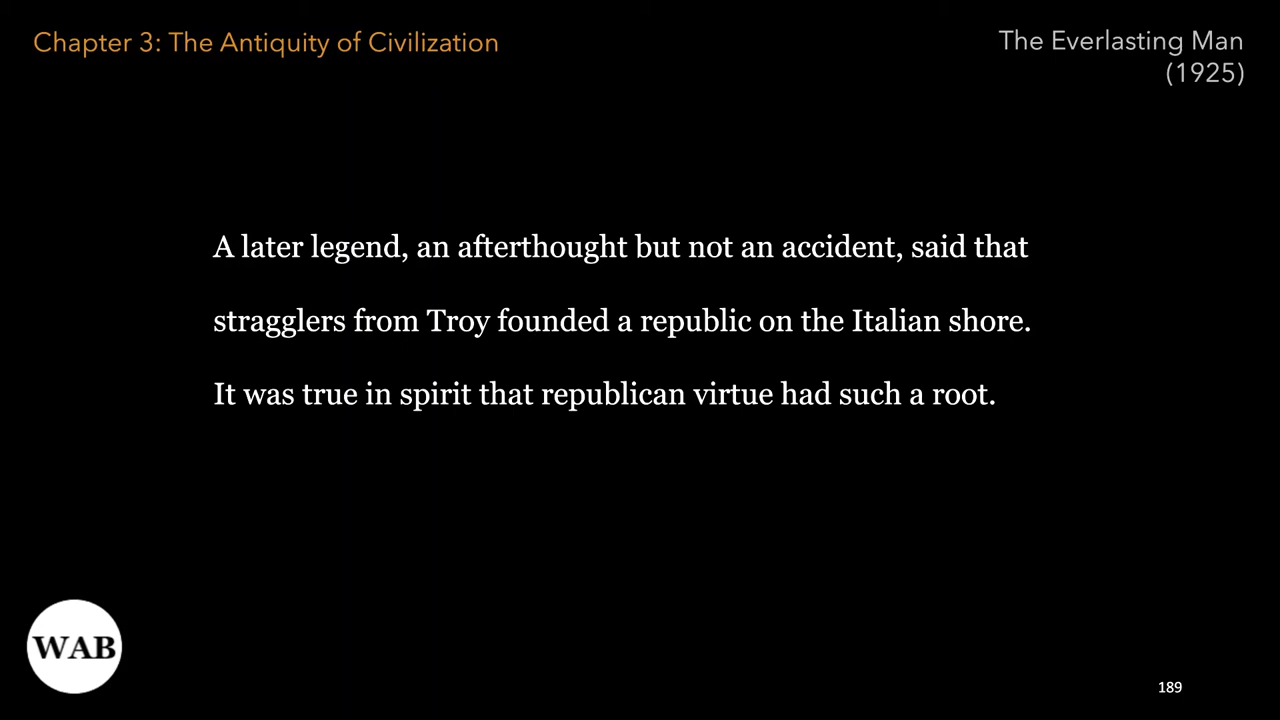 Chapter 3: The Antiquity of Civilization
The Everlasting Man
(1925)
A later legend, an afterthought but not an accident, said that
stragglers from Troy founded a republic on the Italian shore.
It was true in spirit that republican virtue had such a root.
WAB
189